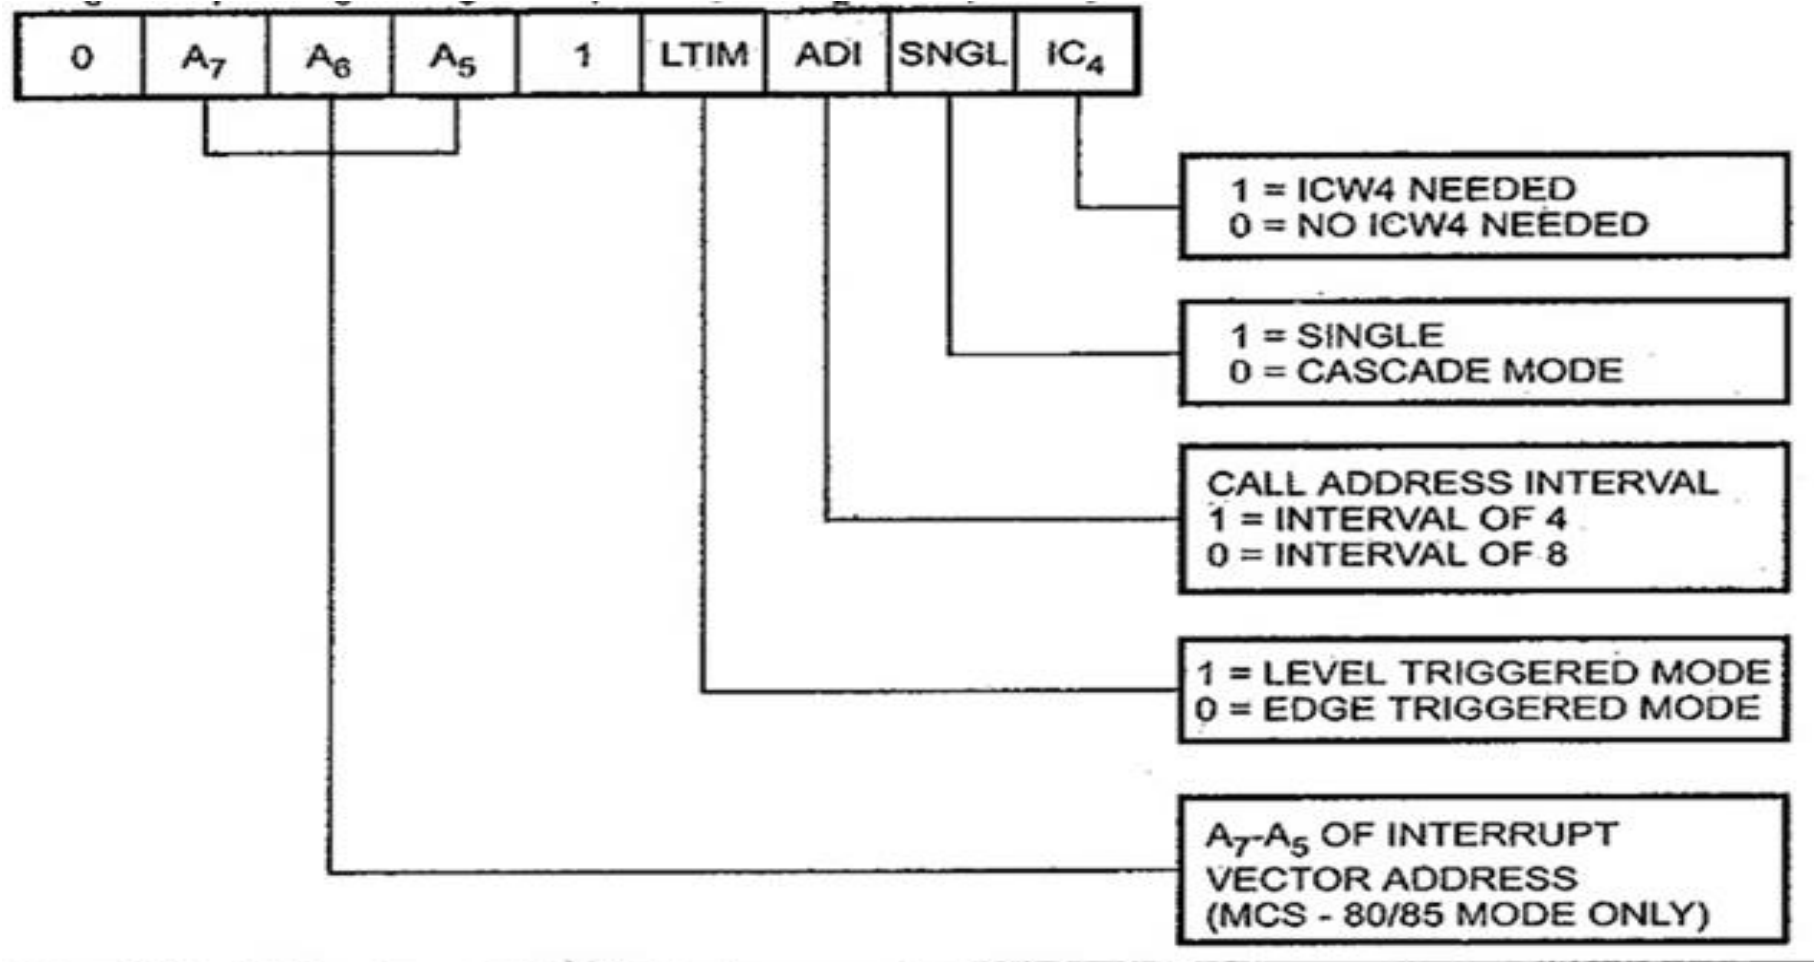 0 A7 A6 A5 1 LTIM ADI SNGL IC4
1 = ICW4 NEEDED
0 = NO ICW4 NEEDED
1 = SINGLE
0 = CASCADE MODE
CALL ADDRESS INTERVAL
1 = INTERVAL OF 4
0 = INTERVAL OF 8
1 = LEVEL TRIGGERED MODE
0 = EDGE TRIGGERED MODE
A7-A5 OF INTERRUPT
VECTOR ADDRESS
(MCS - 80/85 MODE ONLY)